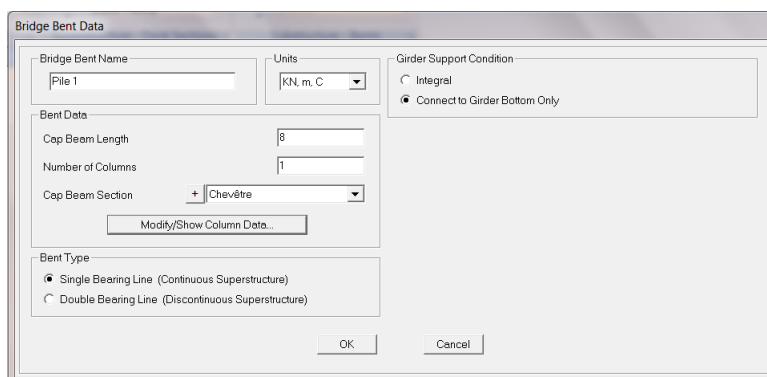 Bridge Bent Data
Bridge Bent Name
Pile 1
Units
KN, m, C
Girder Support Condition
Integral
Connect to Girder Bottom Only
Bent Data
Cap Beam Length
8
Number of Columns
1
Cap Beam Section
+
Chevêtre
Modify/Show Column Data...
Bent Type
Single Bearing Line (Continuous Superstructure)
Double Bearing Line (Discontinuous Superstructure)
OK
Cancel